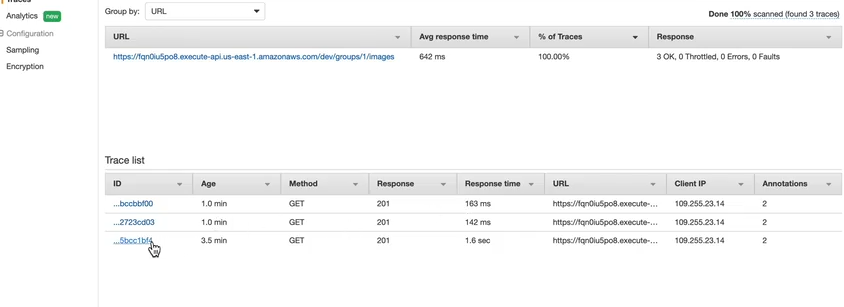 Traces
Analytics new
Configuration
Sampling
Encryption
Group by: URL
Done 100% scanned (found 3 traces)
URL Avg response time % of Traces Response
https://fqn0iu5po8.execute-api.us-east-1.amazonaws.com/dev/groups/1/images 642 ms 100.00% 3 OK, 0 Throttled, 0 Errors, 0 Faults
Trace list
ID Age Method Response Response time URL Client IP Annotations
...bccbbf00 1.0 min GET 201 163 ms https://fqn0iu5po8.execute-... 109.255.23.14 2
...2723cd03 1.0 min GET 201 142 ms https://fqn0iu5po8.execute-... 109.255.23.14 2
...5bcc1bf4 3.5 min GET 201 1.6 sec https://fqn0iu5po8.execute-... 109.255.23.14 2